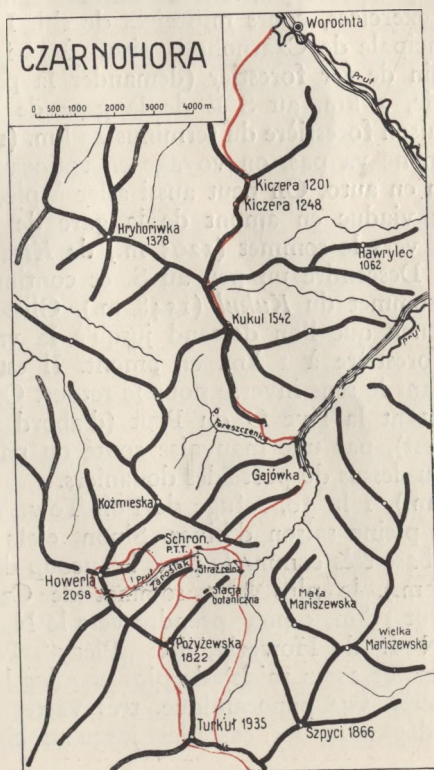 CZARNOHORA
0 500 1000 2000 3000 4000 m.
Worochta
Prut
Kiczera 1201
Kiczera 1248
Hryhoriwka
1378
Hawrylec
1062
Kukul 1542
Prut
p.
Foreszczenka
Gajówka
Koźmieska
Schron.
P.T.T.
Howerla
2058
Prut
Zaroślak
Strażceln.
Stacja
botaniczna
Mała
Mariszewska
Wielka
Mariszewska
Pożyżewska
1822
Turkuł 1935
Szpyci 1866